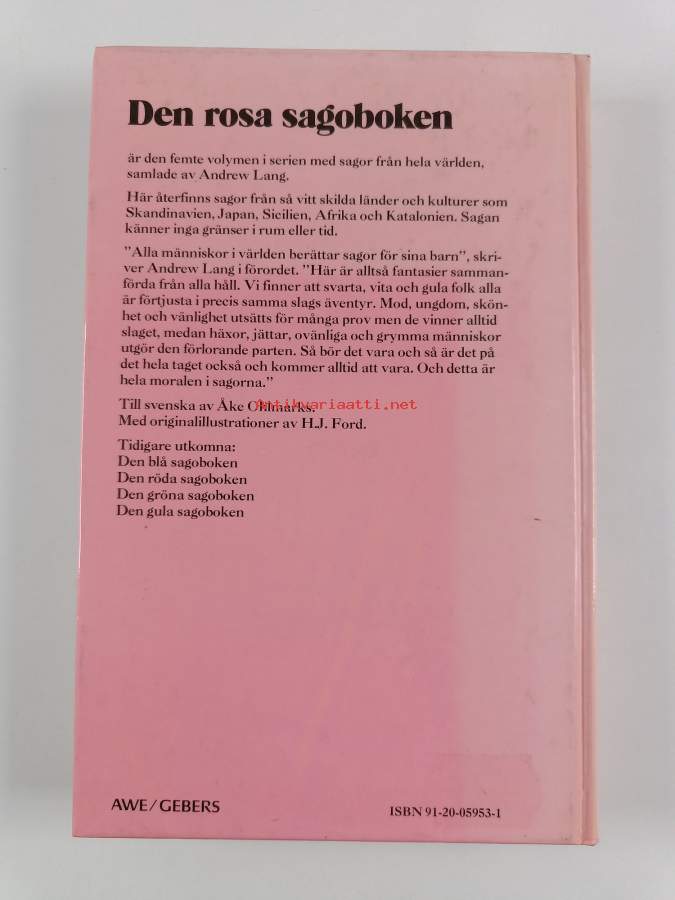 Den rosa sagoboken
är den femte volymen i serien med sagor från hela världen,
samlade av Andrew Lang.
Här återfinns sagor från så vitt skilda länder och kulturer som
Skandinavien, Japan, Sicilien, Afrika och Katalonien. Sagan
känner inga gränser i rum eller tid.
”Alla människor i världen berättar sagor för sina barn”, skri-
ver Andrew Lang i förordet. ”Här är alltså fantasier samman-
förda från alla håll. Vi finner att svarta, vita och gula folk alla
är förtjusta i precis samma slags äventyr. Mod, ungdom, skön-
het och vänlighet utsätts för många prov men de vinner alltid
slaget, medan häxor, jättar, ovänliga och grymma människor
utgör den förlorande parten. Så bör det vara och så är det på
det hela taget också och kommer alltid att vara. Och detta är
hela moralen i sagorna.”
Till svenska av Åke Ohlmarks.
antikvariaatti.net
Med originalillustrationer av H.J. Ford.
Tidigare utkomna:
Den blå sagoboken
Den röda sagoboken
Den gröna sagoboken
Den gula sagoboken
AWE/GEBERS
ISBN 91-20-05953-1